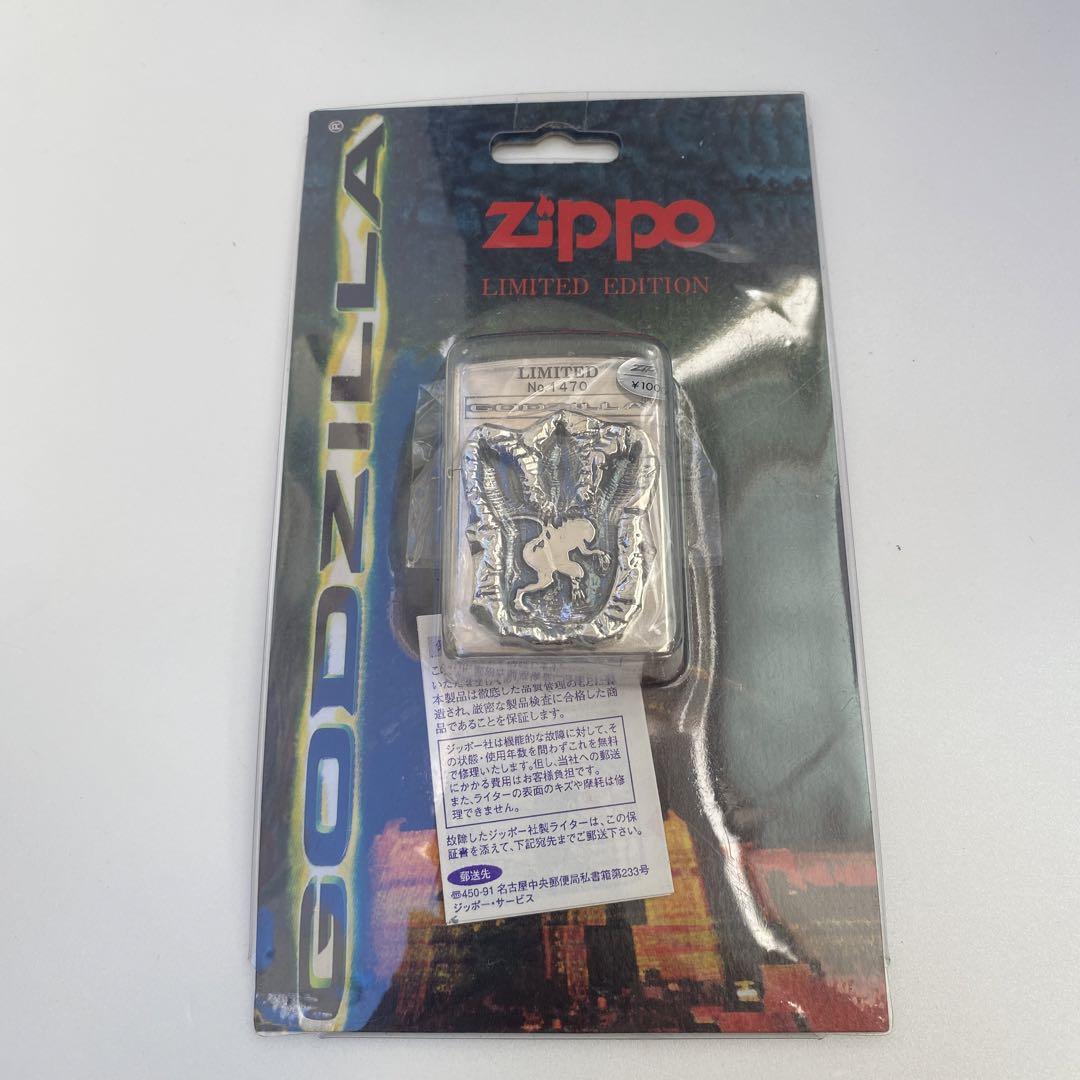 GODZILLA®
zippo
LIMITED EDITION
LIMITED
No.1470
¥100
GODZILLA
本製品は徹底した品質管理の
造され、厳密な製品検査に合格した商
品であることを保証します。
ジッポー社は機能的な故障に対して、そ
の状態・使用年数を問わずこれを無料
で修理いたします。但し、当社への郵送
にかかる費用はお客様負担です。
また、ライターの表面のキズや摩耗は修
理できません。
故障したジッポー社製ライターは、この保
証書を添えて、下記宛先までご郵送下さい。
郵送先
〠450-91 名古屋中央郵便局私書箱第233号
ジッポー・サービス